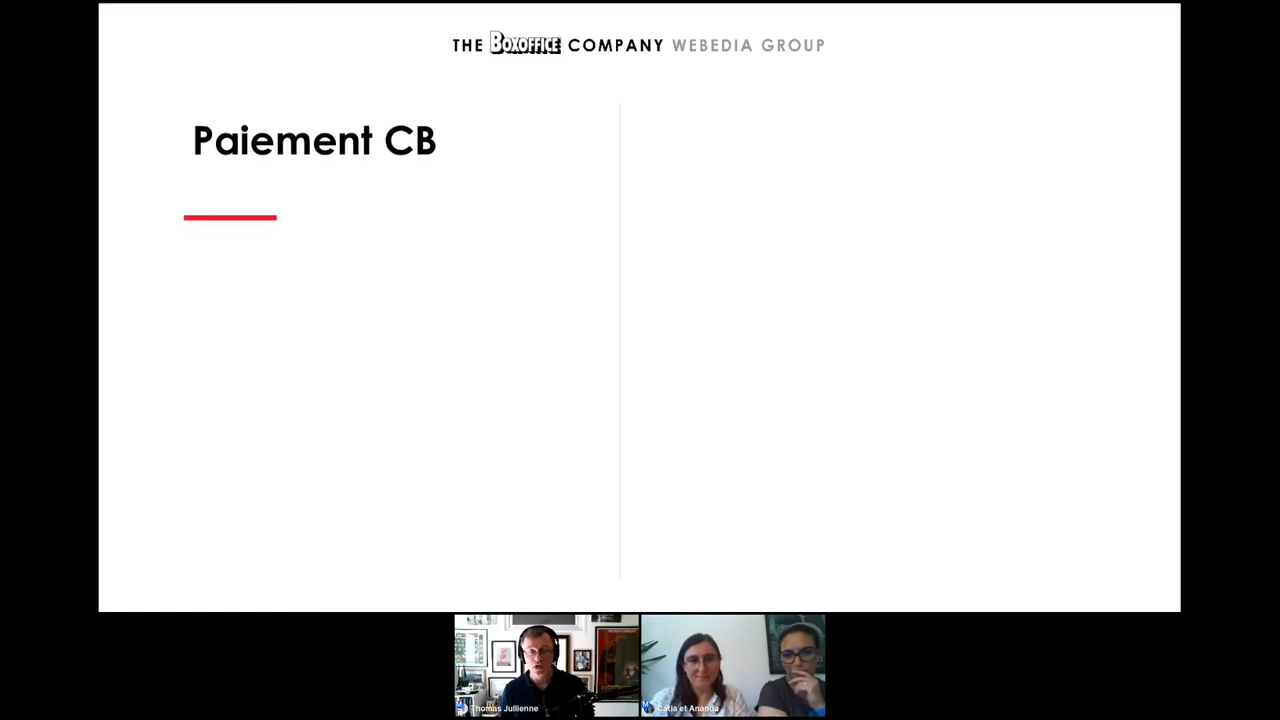 THE BOXOFFICE COMPANY WEBEDIA GROUP
Paiement CB
Thomas Jullienne
Catia et Ananda